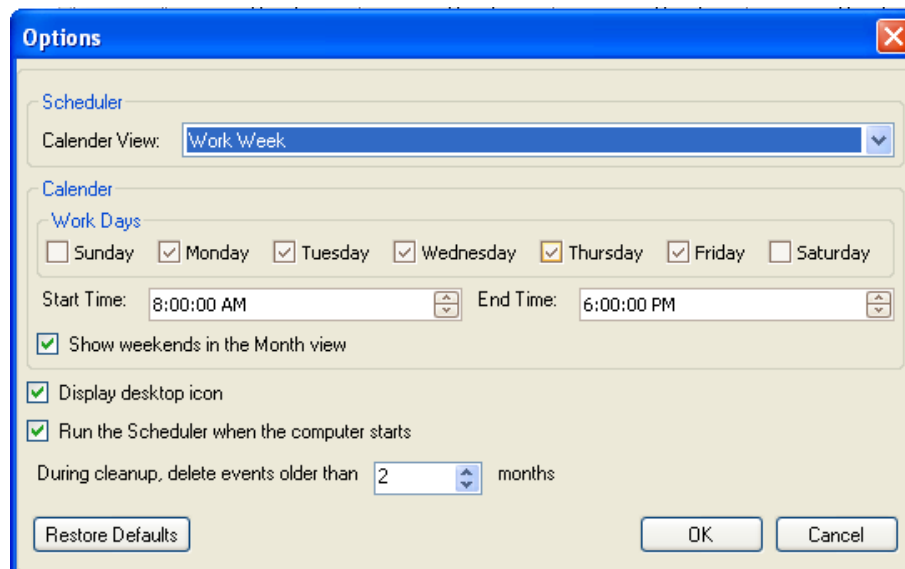 Options
Scheduler
Calender View: Work Week
Calender
Work Days
Sunday Monday Tuesday Wednesday Thursday Friday Saturday
Start Time: 8:00:00 AM End Time: 6:00:00 PM
Show weekends in the Month view
Display desktop icon
Run the Scheduler when the computer starts
During cleanup, delete events older than 2 months
Restore Defaults OK Cancel